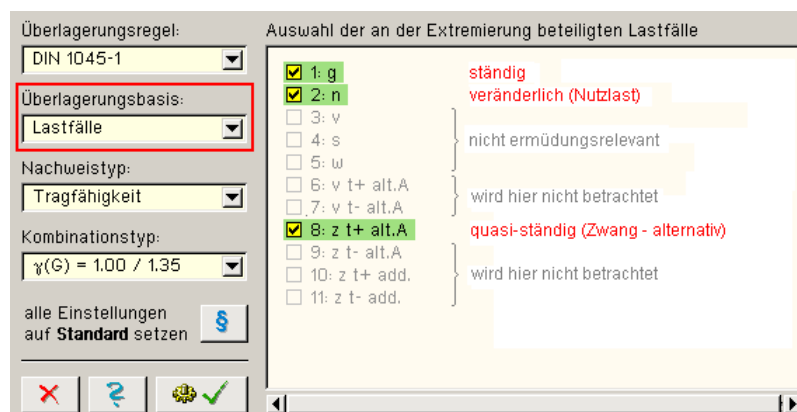 Überlagerungsregel:
DIN 1045-1
Überlagerungsbasis:
Lastfälle
Nachweistyp:
Tragfähigkeit
Kombinationstyp:
γ(G) = 1.00 / 1.35
alle Einstellungen
auf Standard setzen
§
Auswahl der an der Extremierung beteiligten Lastfälle
1: g ständig
2: n veränderlich (Nutzlast)
3: v
4: s nicht ermüdungsrelevant
5: w
6: v t+ alt.A
7: v t- alt.A
wird hier nicht betrachtet
8: z t+ alt.A quasi-ständig (Zwang - alternativ)
9: z t- alt.A
10: z t+ add. wird hier nicht betrachtet
11: z t- add.